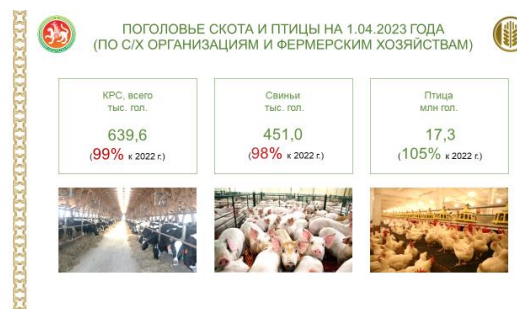 ПОГОЛОВЬЕ СКОТА И ПТИЦЫ НА 1.04.2023 ГОДА
(ПО С/Х ОРГАНИЗАЦИЯМ И ФЕРМЕРСКИМ ХОЗЯЙСТВАМ)
КРС, всего
тыс. гол.
639,6
(99% к 2022 г.)
Свиньи
тыс. гол.
451,0
(98% к 2022 г.)
Птица
млн гол.
17,3
(105% к 2022 г.)